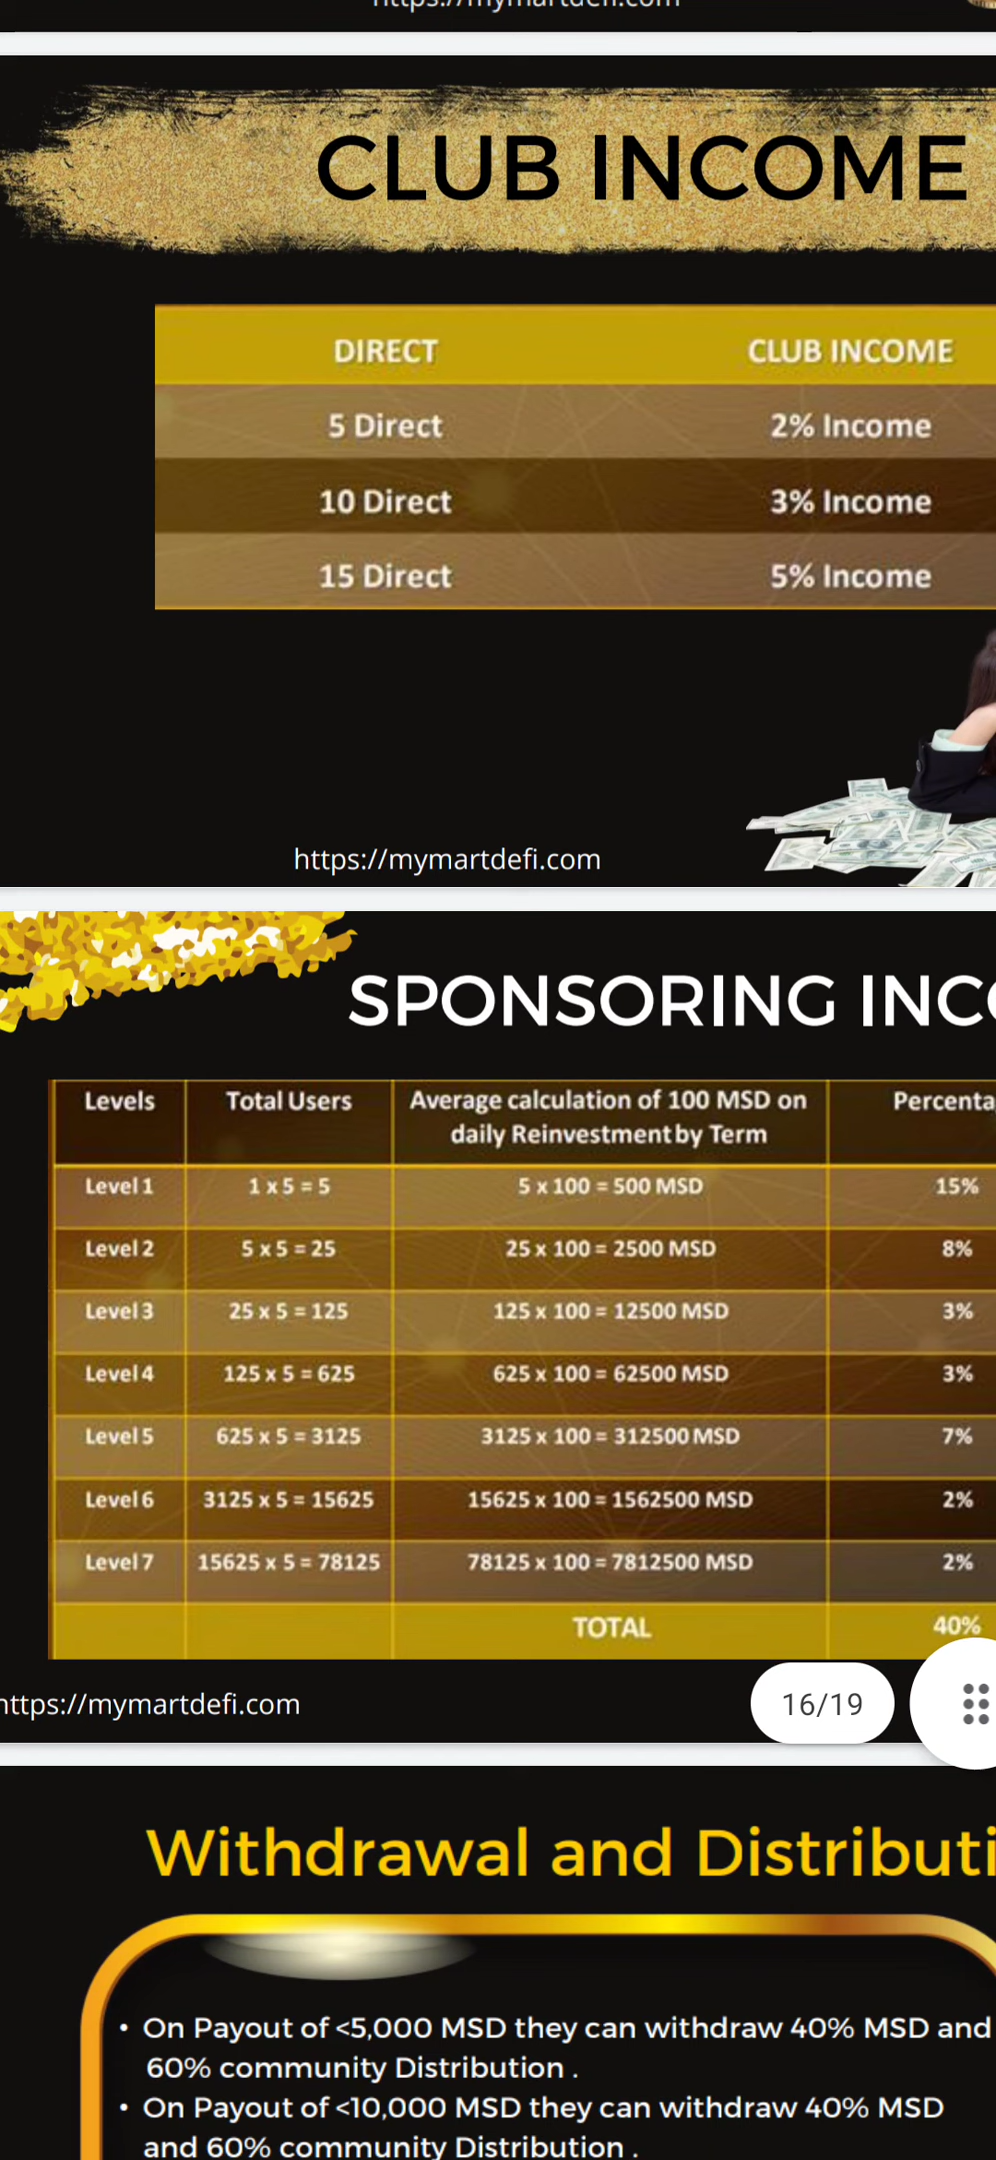 https://mymartdefi.com
CLUB INCOME
DIRECT CLUB INCOME
5 Direct 2% Income
10 Direct 3% Income
15 Direct 5% Income
https://mymartdefi.com
SPONSORING INCO
Levels Total Users Average calculation of 100 MSD on daily Reinvestment by Term Percenta
Level 1 1 x 5 = 5 5 x 100 = 500 MSD 15%
Level 2 5 x 5 = 25 25 x 100 = 2500 MSD 8%
Level 3 25 x 5 = 125 125 x 100 = 12500 MSD 3%
Level 4 125 x 5 = 625 625 x 100 = 62500 MSD 3%
Level 5 625 x 5 = 3125 3125 x 100 = 312500 MSD 7%
Level 6 3125 x 5 = 15625 15625 x 100 = 1562500 MSD 2%
Level 7 15625 x 5 = 78125 78125 x 100 = 7812500 MSD 2%
TOTAL 40%
https://mymartdefi.com
16/19
Withdrawal and Distributi
• On Payout of <5,000 MSD they can withdraw 40% MSD and
60% community Distribution .
• On Payout of <10,000 MSD they can withdraw 40% MSD
and 60% community Distribution .